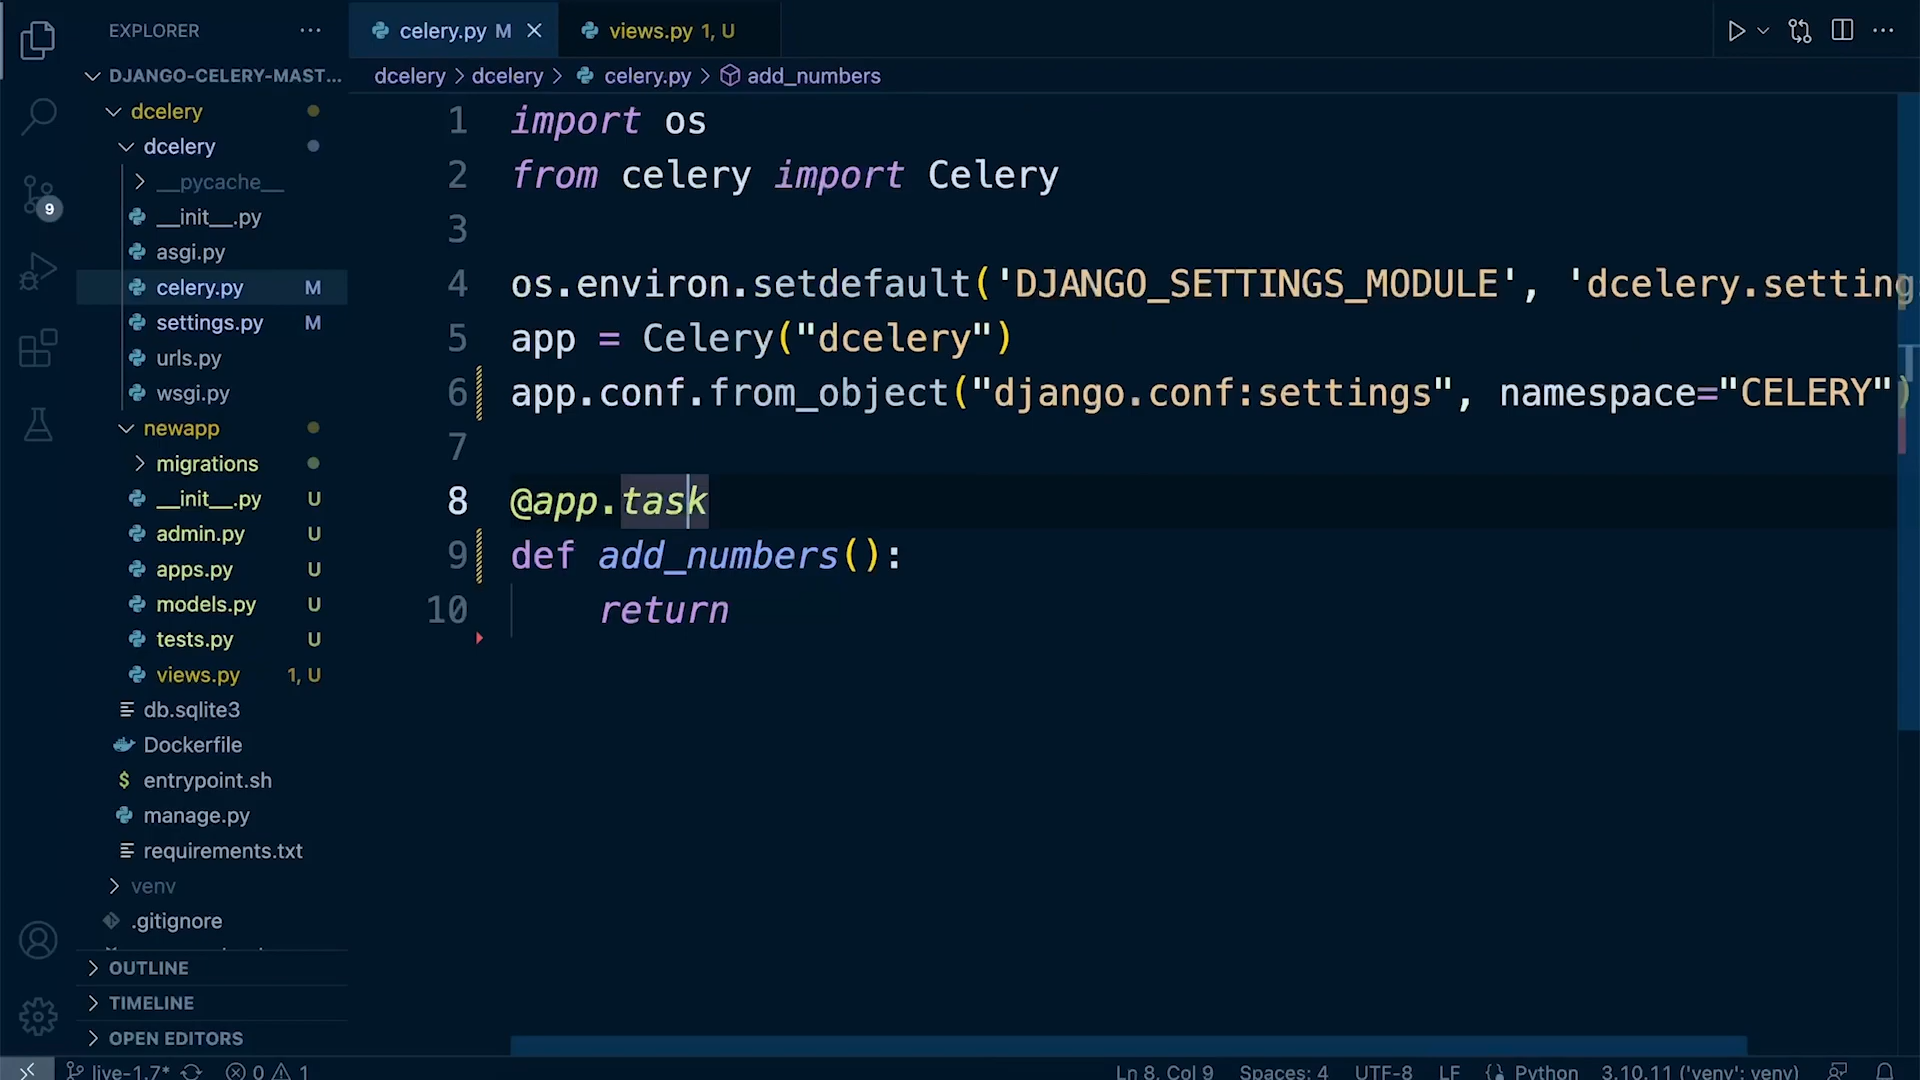 EXPLORER
DJANGO-CELERY-MAST...
dcelery
dcelery
__pycache__
__init__.py
asgi.py
celery.py M
settings.py M
urls.py
wsgi.py
newapp
migrations
__init__.py U
admin.py U
apps.py U
models.py U
tests.py U
views.py 1, U
db.sqlite3
Dockerfile
$ entrypoint.sh
manage.py
requirements.txt
venv
.gitignore
OUTLINE
TIMELINE
OPEN EDITORS
9
celery.py M
views.py 1, U
dcelery > dcelery > celery.py > add_numbers
1 import os
2 from celery import Celery
3
4 os.environ.setdefault('DJANGO_SETTINGS_MODULE', 'dcelery.setting
5 app = Celery("dcelery")
6 app.conf.from_object("django.conf:settings", namespace="CELERY")
7
8 @app.task
9 def add_numbers():
10 return
live-1.7* 0 1 Ln 8, Col 9 Spaces: 4 UTF-8 LF Python 3.10.11 ('venv': venv)